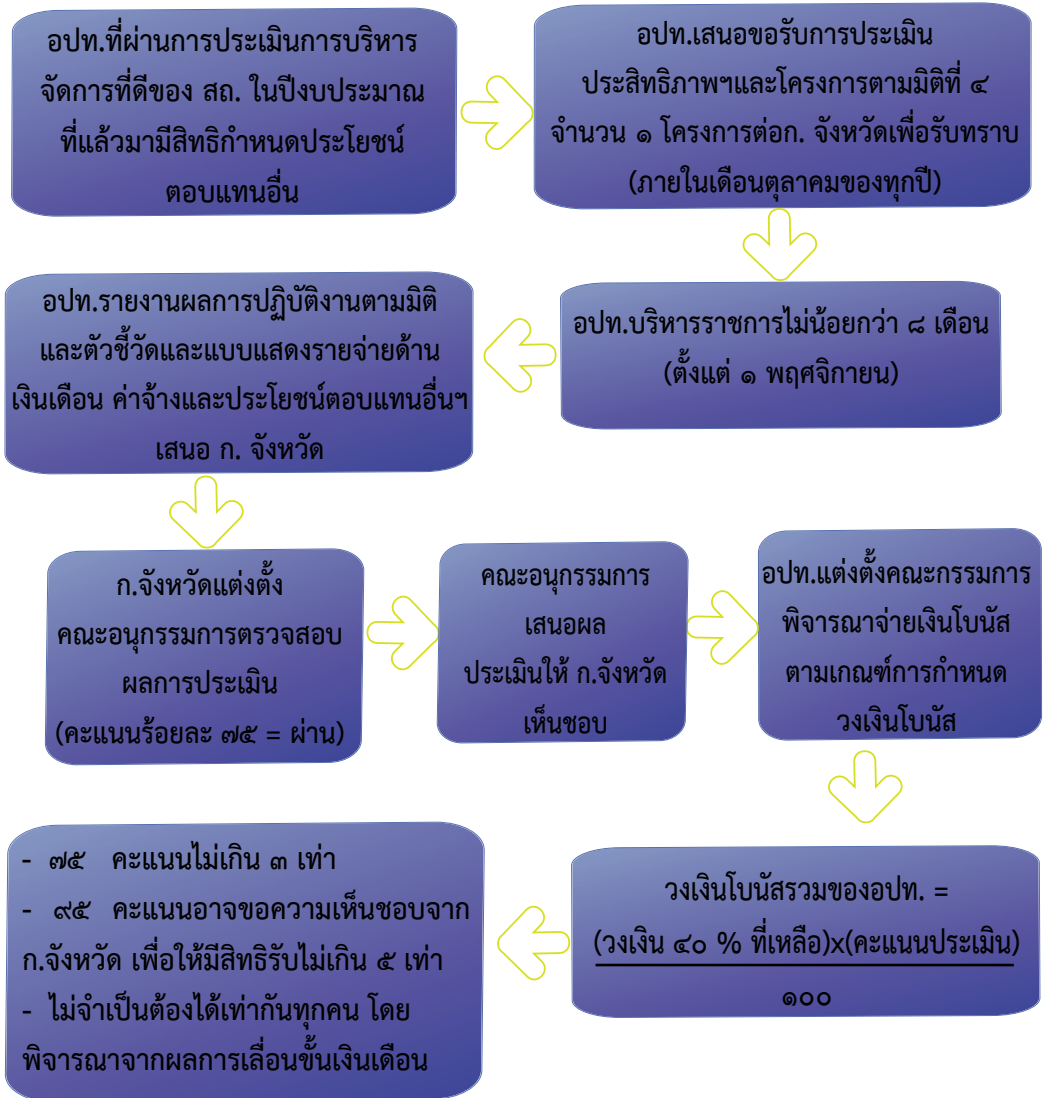 อปท.ที่ผ่านการประเมินการบริหาร
จัดการที่ดีของ สถ. ในปีงบประมาณ
ที่แล้วมามีสิทธิกำหนดประโยชน์
ตอบแทนอื่น
อปท.เสนอขอรับการประเมิน
ประสิทธิภาพฯและโครงการตามมิติที่ ๔
จำนวน ๑ โครงการต่อก. จังหวัดเพื่อรับทราบ
(ภายในเดือนตุลาคมของทุกปี)
อปท.บริหารราชการไม่น้อยกว่า ๘ เดือน
(ตั้งแต่ ๑ พฤศจิกายน)
อปท.รายงานผลการปฏิบัติงานตามมิติ
และตัวชี้วัดและแบบแสดงรายจ่ายด้าน
เงินเดือน ค่าจ้างและประโยชน์ตอบแทนอื่นฯ
เสนอ ก. จังหวัด
ก.จังหวัดแต่งตั้ง
คณะอนุกรรมการตรวจสอบ
ผลการประเมิน
(คะแนนร้อยละ ๗๕ = ผ่าน)
คณะอนุกรรมการ
เสนอผล
ประเมินให้ ก.จังหวัด
เห็นชอบ
อปท.แต่งตั้งคณะกรรมการ
พิจารณาจ่ายเงินโบนัส
ตามเกณฑ์การกำหนด
วงเงินโบนัส
วงเงินโบนัสรวมของอปท. =
(วงเงิน ๔๐ % ที่เหลือ)x(คะแนนประเมิน)
๑๐๐
- ๗๕ คะแนนไม่เกิน ๓ เท่า
- ๙๕ คะแนนอาจขอความเห็นชอบจาก
ก.จังหวัด เพื่อให้มีสิทธิรับไม่เกิน ๕ เท่า
- ไม่จำเป็นต้องได้เท่ากันทุกคน โดย
พิจารณาจากผลการเลื่อนขั้นเงินเดือน